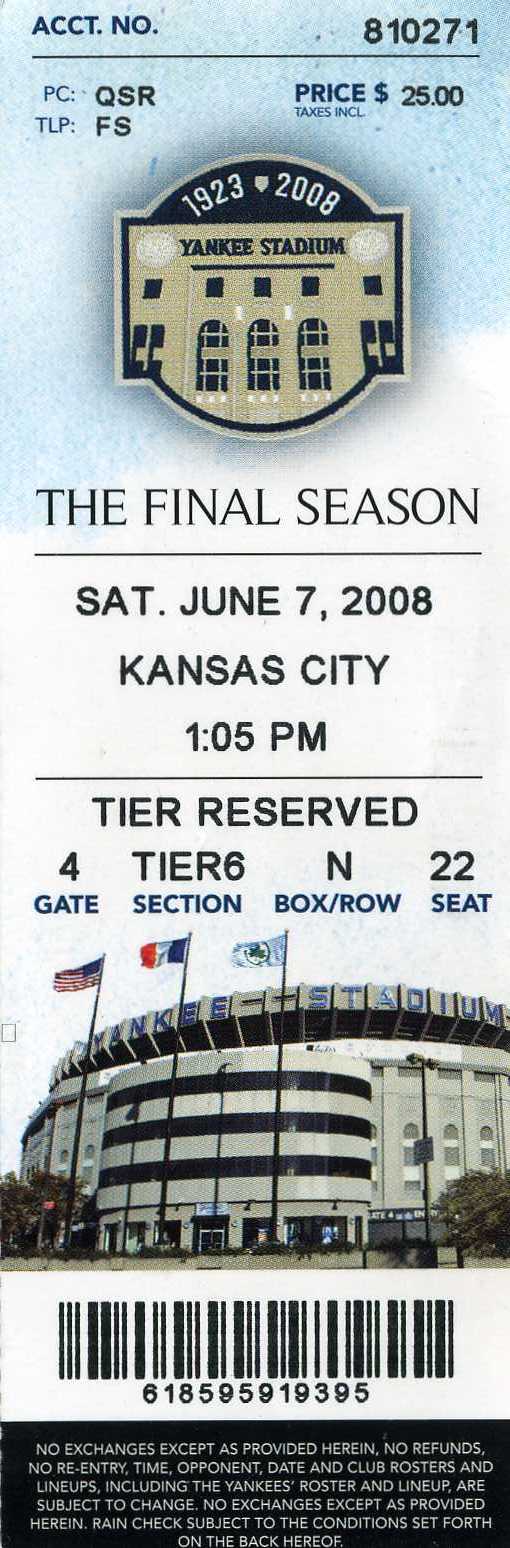 ACCT. NO. 810271
PC: QSR PRICE $ 25.00
TAXES INCL.
TLP: FS
1923 2008
YANKEE STADIUM
THE FINAL SEASON
SAT. JUNE 7, 2008
KANSAS CITY
1:05 PM
TIER RESERVED
4 TIER6 N 22
GATE SECTION BOX/ROW SEAT
YANKEE STADIUM
618595919395
NO EXCHANGES EXCEPT AS PROVIDED HEREIN, NO REFUNDS,
NO RE-ENTRY, TIME, OPPONENT, DATE AND CLUB ROSTERS AND
LINEUPS, INCLUDING THE YANKEES' ROSTER AND LINEUP, ARE
SUBJECT TO CHANGE. NO EXCHANGES EXCEPT AS PROVIDED
HEREIN. RAIN CHECK SUBJECT TO THE CONDITIONS SET FORTH
ON THE BACK HEREOF.